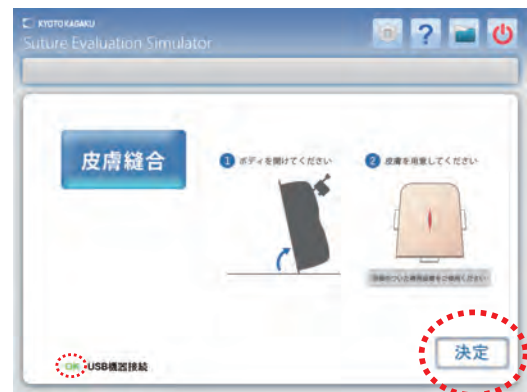 KYOTO KAGAKU
Suture Evaluation Simulator
?
皮膚縫合
1 ボディを開けてください
2 皮膚を用意してください
OK USB機器接続
決定